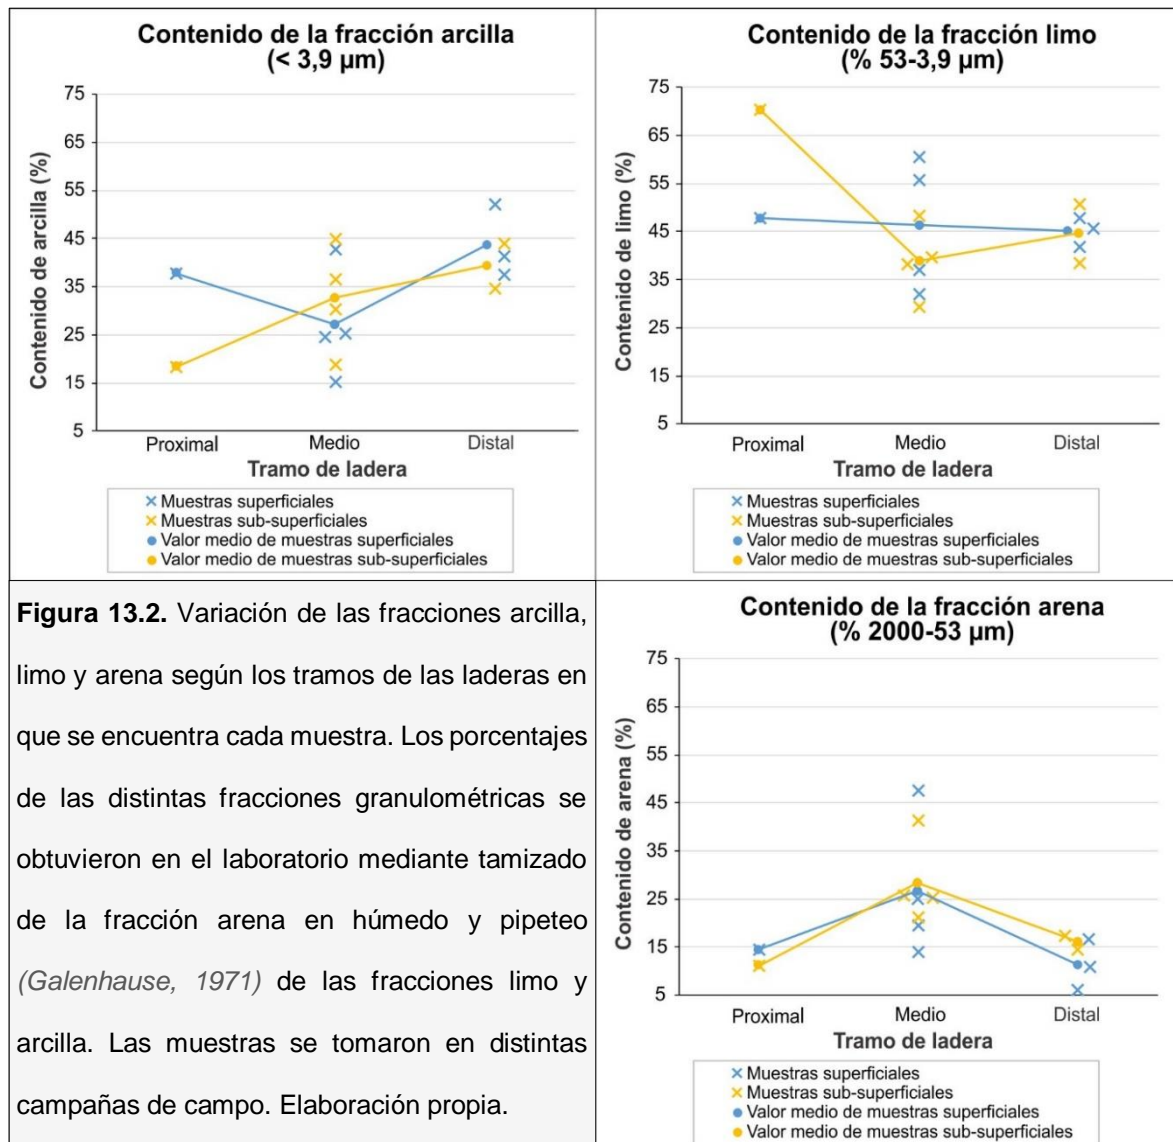 Contenido de la fracción arcilla
(< 3,9 µm)
75
65
55
45
35
25
15
5
Contenido de arcilla (%)
Proximal
Medio
Distal
Tramo de ladera
Muestras superficiales
Muestras sub-superficiales
Valor medio de muestras superficiales
Valor medio de muestras sub-superficiales
Contenido de la fracción limo
(% 53-3,9 µm)
75
65
55
45
35
25
15
5
Contenido de limo (%)
Proximal
Medio
Distal
Tramo de ladera
Muestras superficiales
Muestras sub-superficiales
Valor medio de muestras superficiales
Valor medio de muestras sub-superficiales
Figura 13.2. Variación de las fracciones arcilla,
limo y arena según los tramos de las laderas en
que se encuentra cada muestra. Los porcentajes
de las distintas fracciones granulométricas se
obtuvieron en el laboratorio mediante tamizado
de la fracción arena en húmedo y pipeteo
(Galenhause, 1971) de las fracciones limo y
arcilla. Las muestras se tomaron en distintas
campañas de campo. Elaboración propia.
Contenido de la fracción arena
(% 2000-53 µm)
75
65
55
45
35
25
15
5
Contenido de arena (%)
Proximal
Medio
Distal
Tramo de ladera
Muestras superficiales
Muestras sub-superficiales
Valor medio de muestras superficiales
Valor medio de muestras sub-superficiales